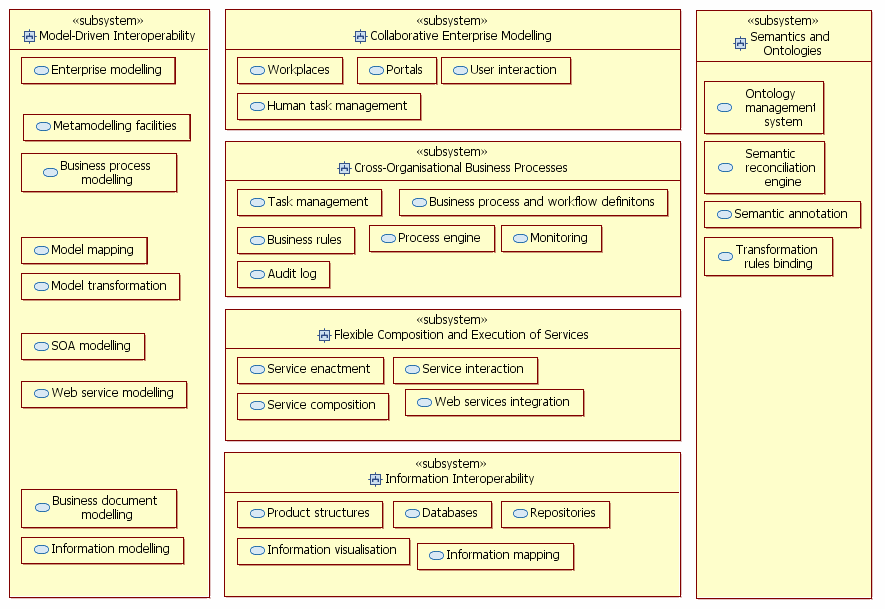 «subsystem»
Model-Driven Interoperability
Enterprise modelling
Metamodelling facilities
Business process
modelling
Model mapping
Model transformation
SOA modelling
Web service modelling
Business document
modelling
Information modelling
«subsystem»
Collaborative Enterprise Modelling
Workplaces
Portals
User interaction
Human task management
«subsystem»
Cross-Organisational Business Processes
Task management
Business process and workflow definitons
Business rules
Process engine
Monitoring
Audit log
«subsystem»
Flexible Composition and Execution of Services
Service enactment
Service interaction
Service composition
Web services integration
«subsystem»
Information Interoperability
Product structures
Databases
Repositories
Information visualisation
Information mapping
«subsystem»
Semantics and
Ontologies
Ontology
management
system
Semantic
reconciliation
engine
Semantic annotation
Transformation
rules binding